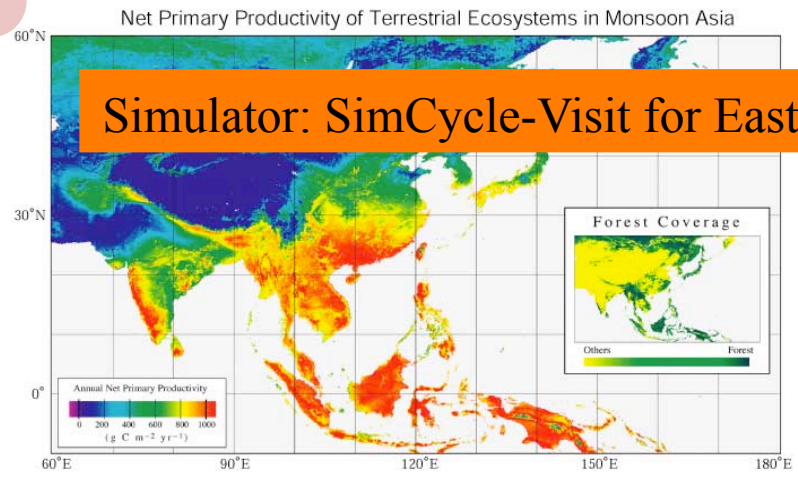 Net Primary Productivity of Terrestrial Ecosystems in Monsoon Asia
60°N
Simulator: SimCycle-Visit for East
30°N
Forest Coverage
Others Forest
Annual Net Primary Productivity
0 200 400 600 800 1000
(g C m⁻² yr⁻¹)
0°
60°E 90°E 120°E 150°E 180°E